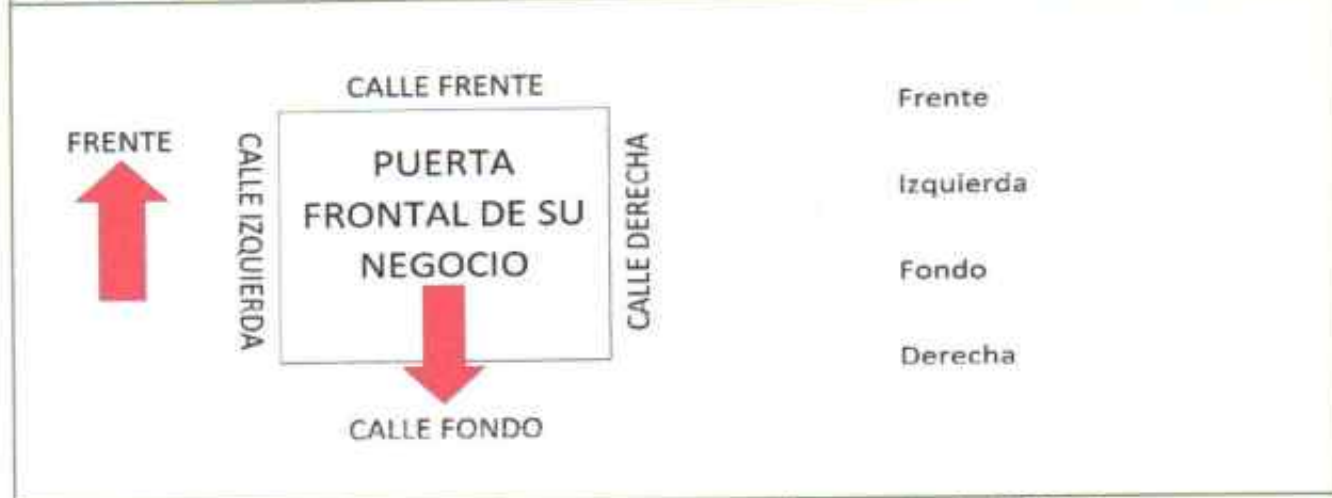 CALLE FRENTE
FRENTE
CALLE IZQUIERDA
PUERTA
FRONTAL DE SU
NEGOCIO
CALLE DERECHA
CALLE FONDO
Frente
Izquierda
Fondo
Derecha